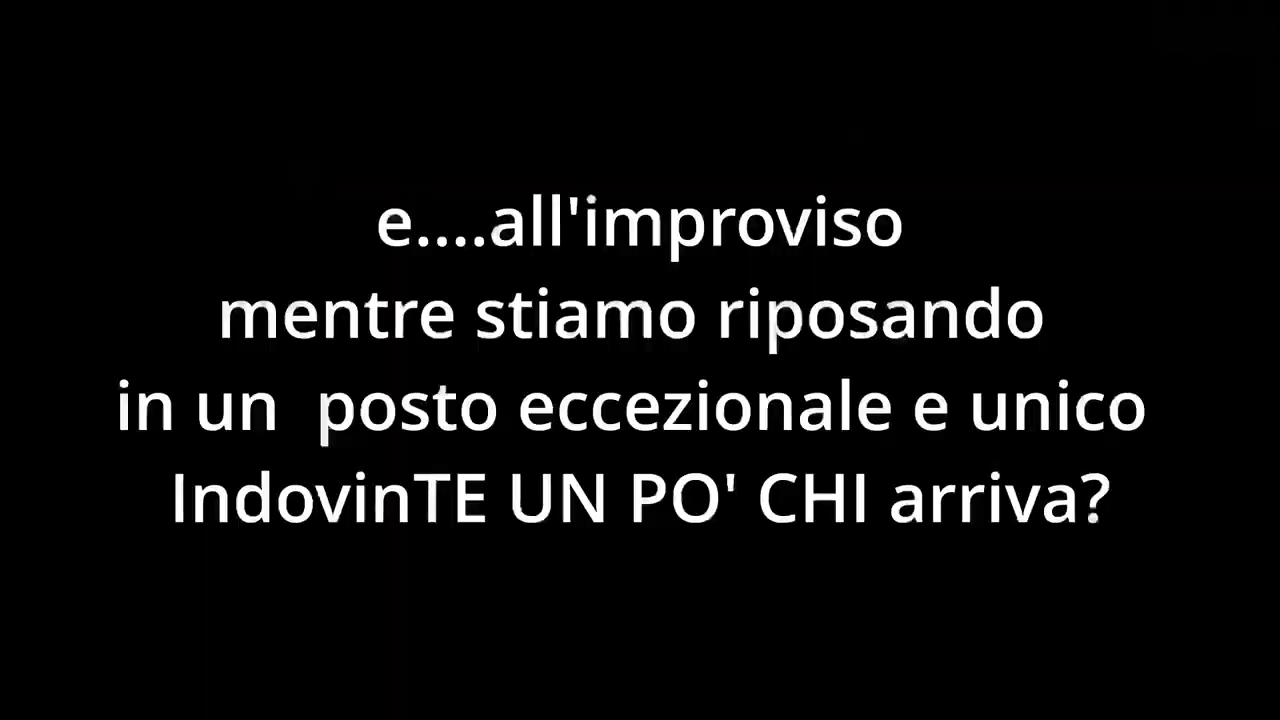 e....all'improviso
mentre stiamo riposando
in un  posto eccezionale e unico
IndovinTE UN PO' CHI arriva?